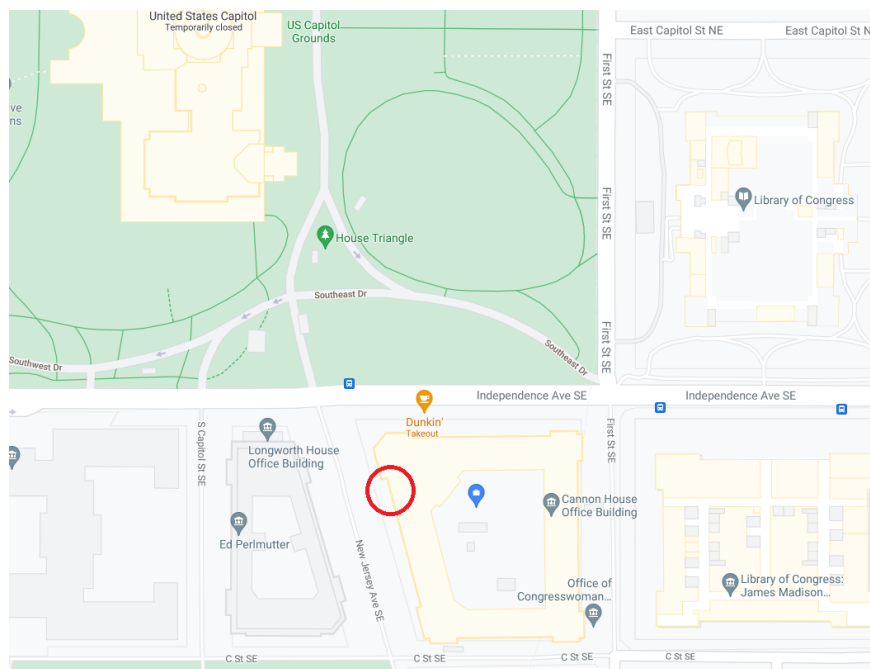 United States Capitol
Temporarily closed
US Capitol
Grounds
East Capitol St NE
East Capitol St N
ve
ns
First St SE
Library of Congress
First St SE
House Triangle
Southeast Dr
First St SE
Southwest Dr
Southeast Dr
Independence Ave SE
Independence Ave SE
Dunkin'
Takeout
S Capitol St SE
First St SE
Longworth House
Office Building
Cannon House
Office Building
Ed Perlmutter
New Jersey Ave SE
Office of
Congresswoman...
Library of Congress:
James Madison...
C St SE
C St SE
C St SE
C St SE